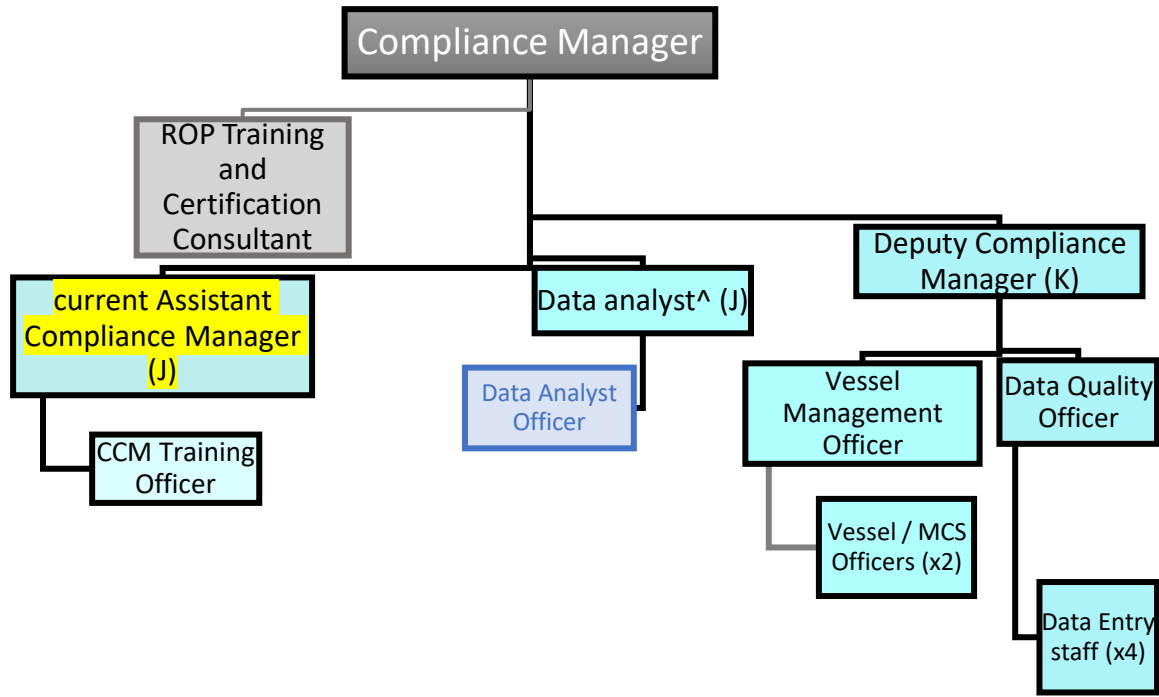 Compliance Manager
ROP Training
and
Certification
Consultant
Deputy Compliance
Manager (K)
current Assistant
Compliance Manager
(J)
Data analyst^ (J)
Data Analyst
Officer
Vessel
Management
Officer
Data Quality
Officer
CCM Training
Officer
Vessel / MCS
Officers (x2)
Data Entry
staff (x4)